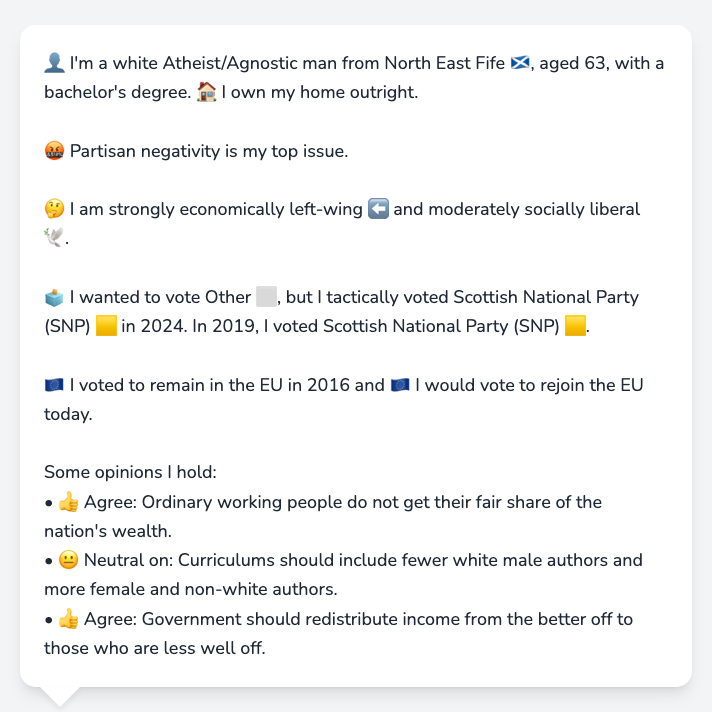 👤 I'm a white Atheist/Agnostic man from North East Fife 🏴󠁧󠁢󠁳󠁣󠁴󠁿, aged 63, with a
bachelor's degree. 🏠 I own my home outright.
🤬 Partisan negativity is my top issue.
🤔 I am strongly economically left-wing ⬅️ and moderately socially liberal
🕊️.
🗳️ I wanted to vote Other ⬜, but I tactically voted Scottish National Party
(SNP) 🟨 in 2024. In 2019, I voted Scottish National Party (SNP) 🟨.
🇪🇺 I voted to remain in the EU in 2016 and 🇪🇺 I would vote to rejoin the EU
today.
Some opinions I hold:
• 👍 Agree: Ordinary working people do not get their fair share of the
nation's wealth.
• 😐 Neutral on: Curriculums should include fewer white male authors and
more female and non-white authors.
• 👍 Agree: Government should redistribute income from the better off to
those who are less well off.